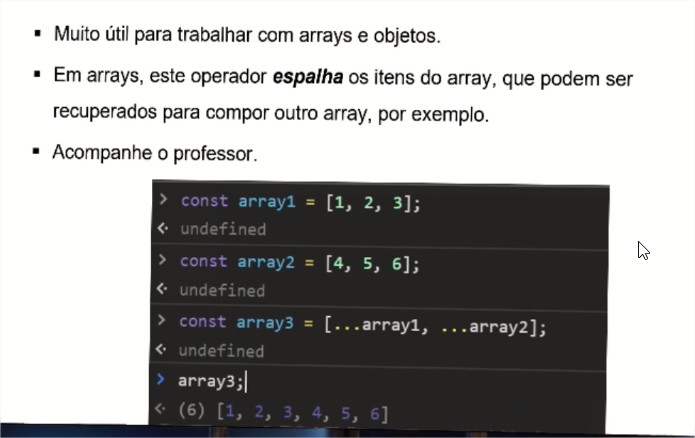 ▪ Muito útil para trabalhar com arrays e objetos.
▪ Em arrays, este operador espalha os itens do array, que podem ser
recuperados para compor outro array, por exemplo.
▪ Acompanhe o professor.
> const array1 = [1, 2, 3];
<· undefined
> const array2 = [4, 5, 6];
<· undefined
> const array3 = [...array1, ...array2];
<· undefined
> array3;
<· (6) [1, 2, 3, 4, 5, 6]